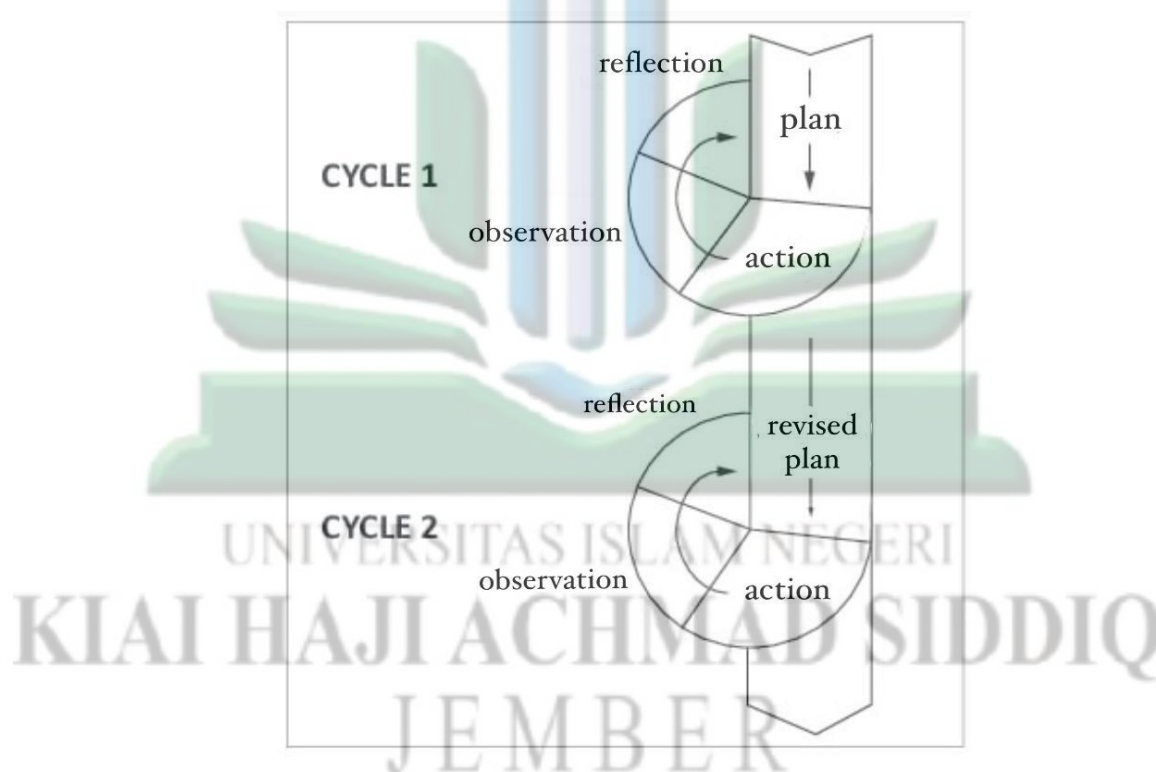 reflection
plan
CYCLE 1
observation
action
reflection
revised
plan
CYCLE 2
UNIVERSITAS ISLAM NEGERI
observation
action
KIAI HAJI ACHMAD SIDDIQ
JEMBER